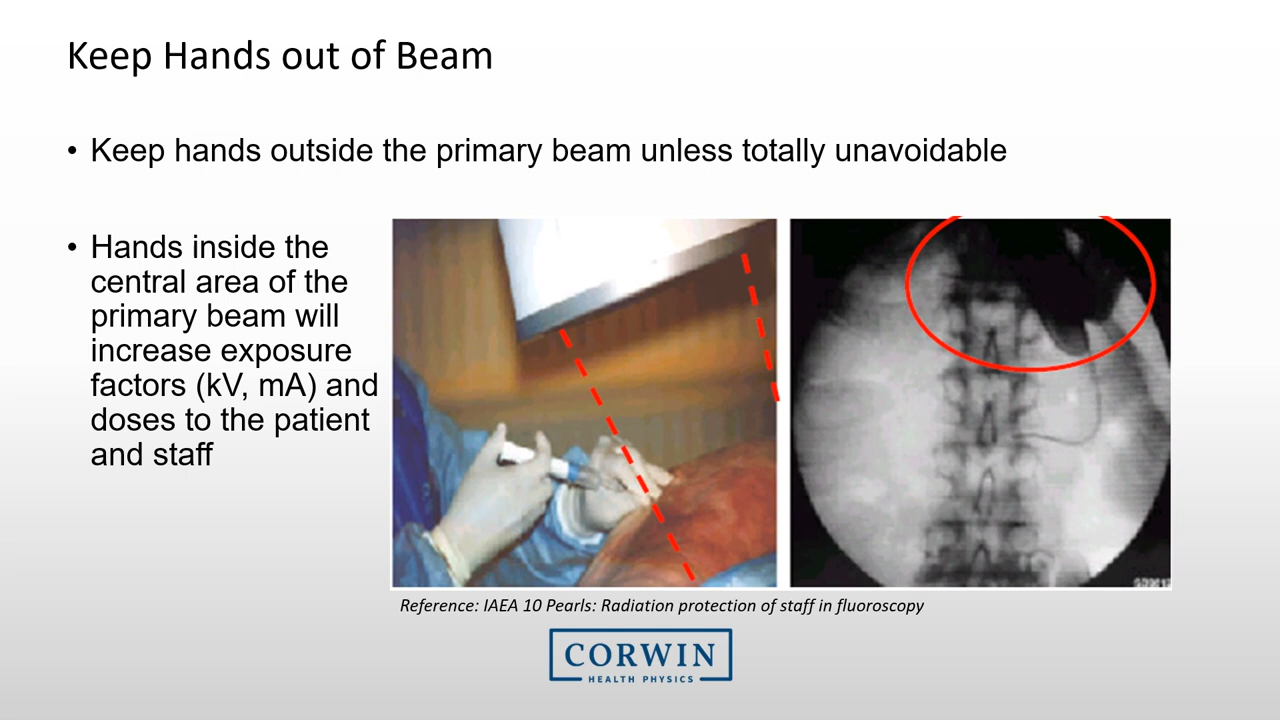 Keep Hands out of Beam
• Keep hands outside the primary beam unless totally unavoidable
• Hands inside the
central area of the
primary beam will
increase exposure
factors (kV, mA) and
doses to the patient
and staff
Reference: IAEA 10 Pearls: Radiation protection of staff in fluoroscopy
CORWIN
HEALTH PHYSICS